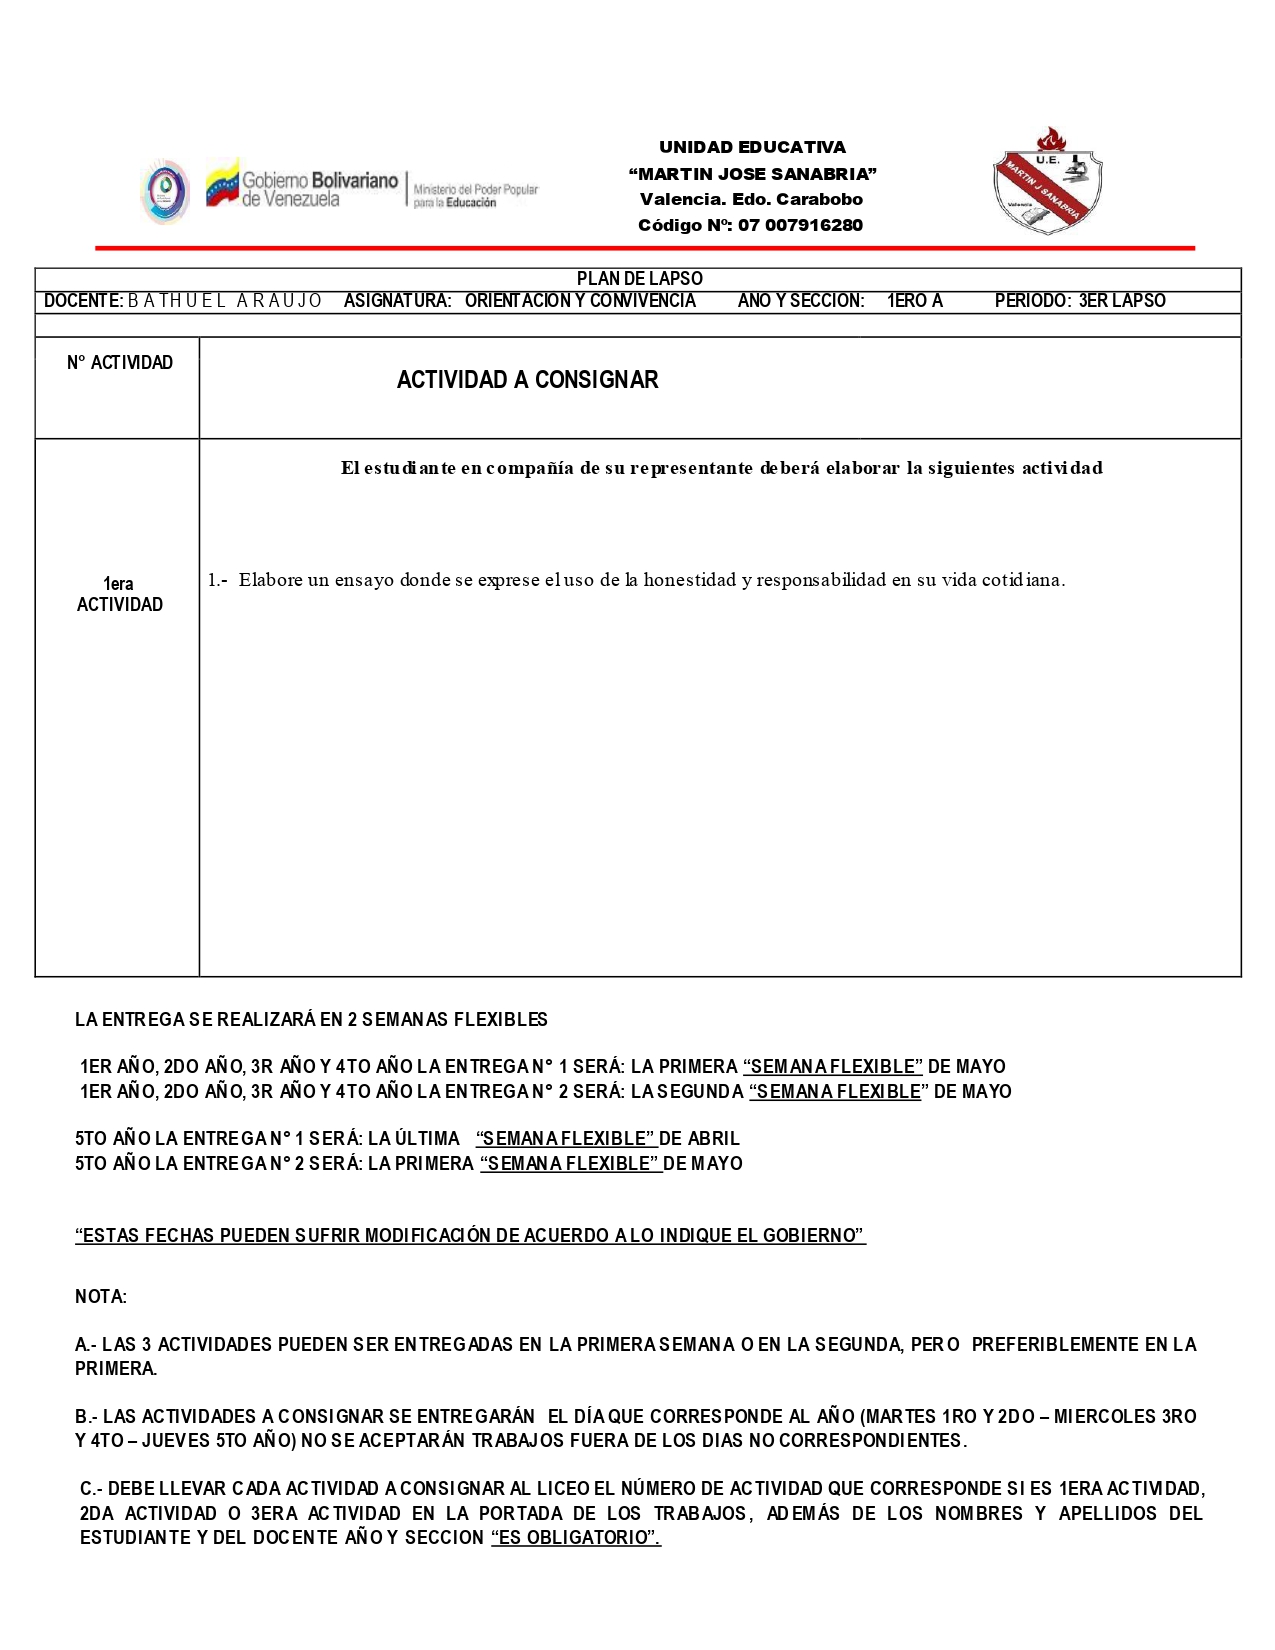 UNIDAD EDUCATIVA
“MARTIN JOSE SANABRIA”
Valencia. Edo. Carabobo
Código Nº: 07 007916280
Gobierno Bolivariano
de Venezuela
Ministerio del Poder Popular
para la Educación
U.E.
MARTIN J SANABRIA
Valencia
PLAN DE LAPSO
DOCENTE: BATHUEL ARAUJO ASIGNATURA: ORIENTACION Y CONVIVENCIA ANO Y SECCION: 1ERO A PERIODO: 3ER LAPSO
N° ACTIVIDAD
ACTIVIDAD A CONSIGNAR
El estudiante en compañía de su representante deberá elaborar la siguientes actividad
1era
ACTIVIDAD
1.- Elabore un ensayo donde se exprese el uso de la honestidad y responsabilidad en su vida cotidiana.
LA ENTREGA SE REALIZARÁ EN 2 SEMANAS FLEXIBLES
1ER AÑO, 2DO AÑO, 3R AÑO Y 4TO AÑO LA ENTREGA N° 1 SERÁ: LA PRIMERA “SEMANA FLEXIBLE” DE MAYO
1ER AÑO, 2DO AÑO, 3R AÑO Y 4TO AÑO LA ENTREGA N° 2 SERÁ: LA SEGUNDA “SEMANA FLEXIBLE” DE MAYO
5TO AÑO LA ENTREGA N° 1 SERÁ: LA ÚLTIMA “SEMANA FLEXIBLE” DE ABRIL
5TO AÑO LA ENTREGA N° 2 SERÁ: LA PRIMERA “SEMANA FLEXIBLE” DE MAYO
“ESTAS FECHAS PUEDEN SUFRIR MODIFICACIÓN DE ACUERDO A LO INDIQUE EL GOBIERNO”
NOTA:
A.- LAS 3 ACTIVIDADES PUEDEN SER ENTREGADAS EN LA PRIMERA SEMANA O EN LA SEGUNDA, PERO PREFERIBLEMENTE EN LA
PRIMERA.
B.- LAS ACTIVIDADES A CONSIGNAR SE ENTREGARÁN EL DÍA QUE CORRESPONDE AL AÑO (MARTES 1RO Y 2DO – MIERCOLES 3RO
Y 4TO – JUEVES 5TO AÑO) NO SE ACEPTARÁN TRABAJOS FUERA DE LOS DIAS NO CORRESPONDIENTES.
C.- DEBE LLEVAR CADA ACTIVIDAD A CONSIGNAR AL LICEO EL NÚMERO DE ACTIVIDAD QUE CORRESPONDE SI ES 1ERA ACTIVIDAD,
2DA ACTIVIDAD O 3ERA ACTIVIDAD EN LA PORTADA DE LOS TRABAJOS, ADEMÁS DE LOS NOMBRES Y APELLIDOS DEL
ESTUDIANTE Y DEL DOCENTE AÑO Y SECCION “ES OBLIGATORIO”.